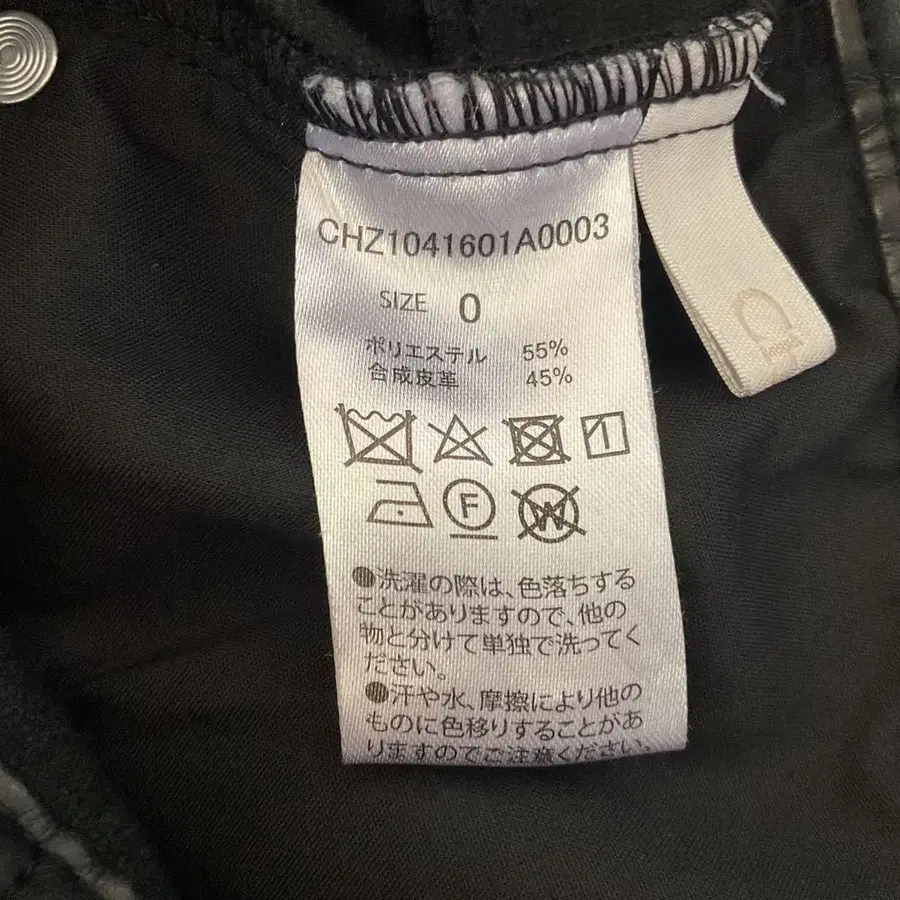 CHZ1041601A0003
SIZE 0
ポリエステル 55%
合成皮革 45%
F W
●洗濯の際は、色落ちする
ことがありますので、他の
物と分けて単独で洗ってく
ださい。
●汗や水、摩擦により他の
ものに色移りすることがあ
りますのでご注意ください。